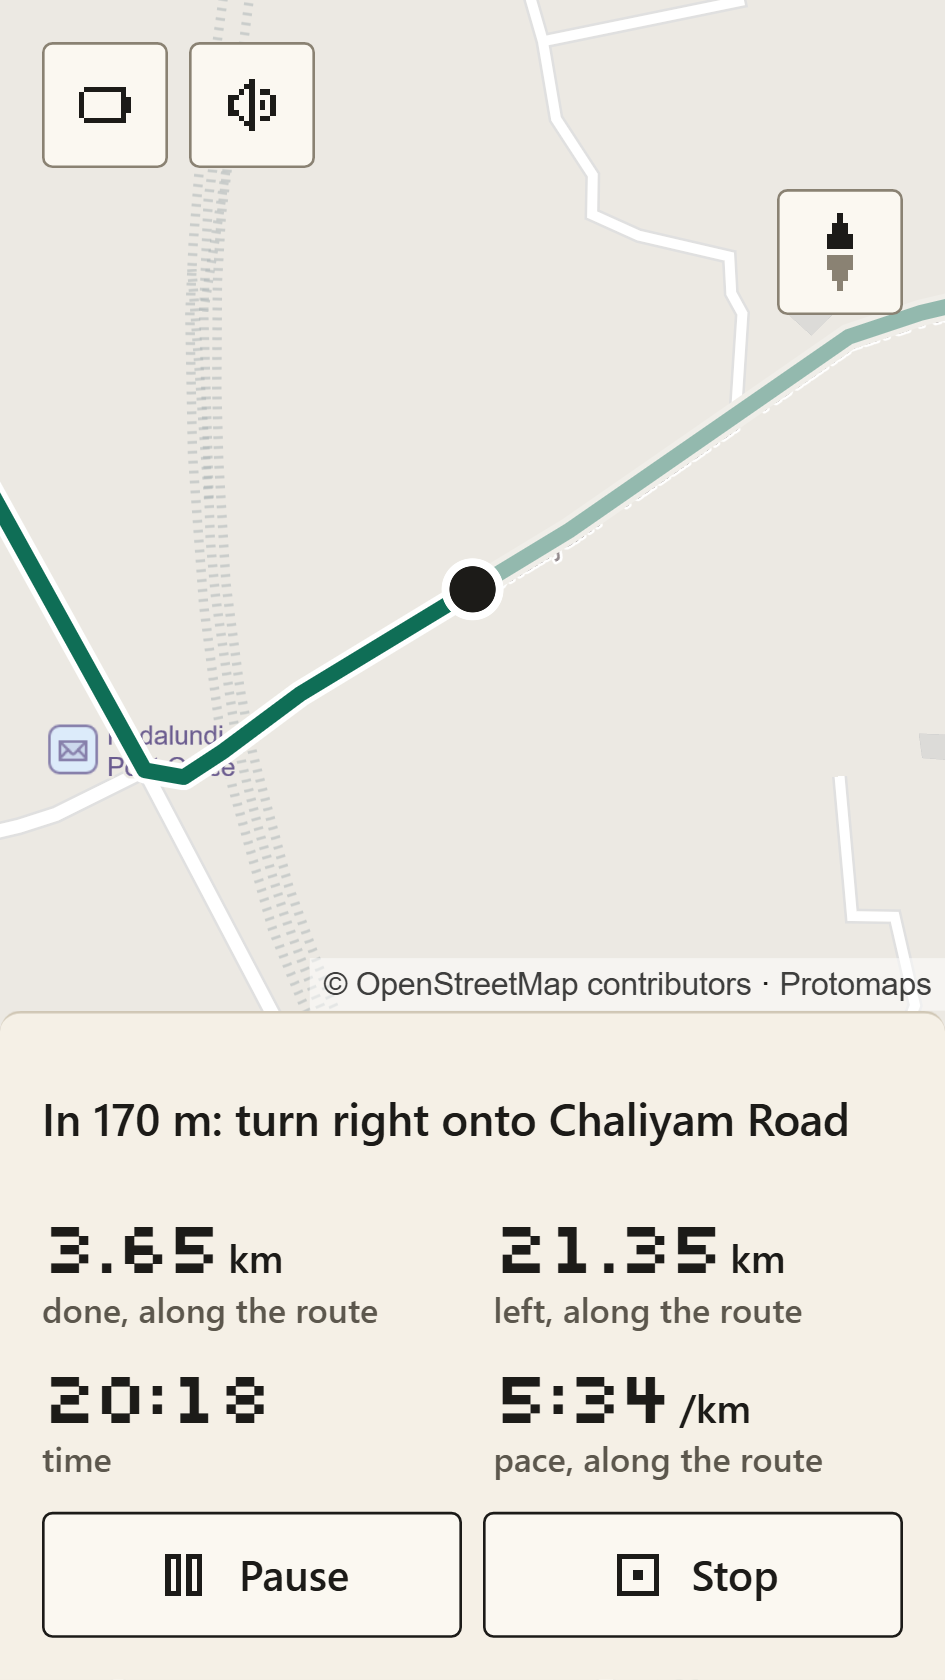 © OpenStreetMap contributors · Protomaps
In 170 m: turn right onto Chaliyam Road
3.65 km
done, along the route
21.35 km
left, along the route
20:18
time
5:34 /km
pace, along the route
Pause
Stop